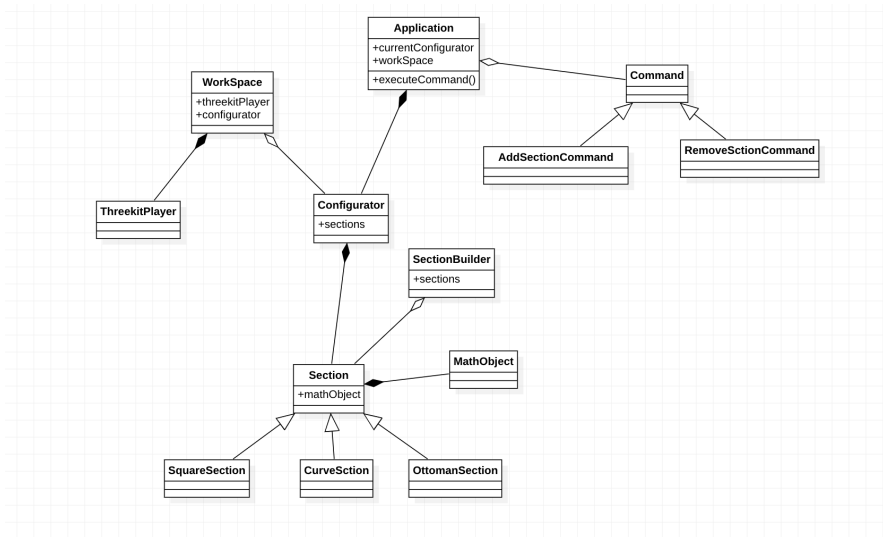 Application
+currentConfigurator
+workSpace
+executeCommand()
WorkSpace
+threekitPlayer
+configurator
Command
AddSectionCommand
RemoveSctionCommand
ThreekitPlayer
Configurator
+sections
SectionBuilder
+sections
MathObject
Section
+mathObject
SquareSection
CurveSction
OttomanSection